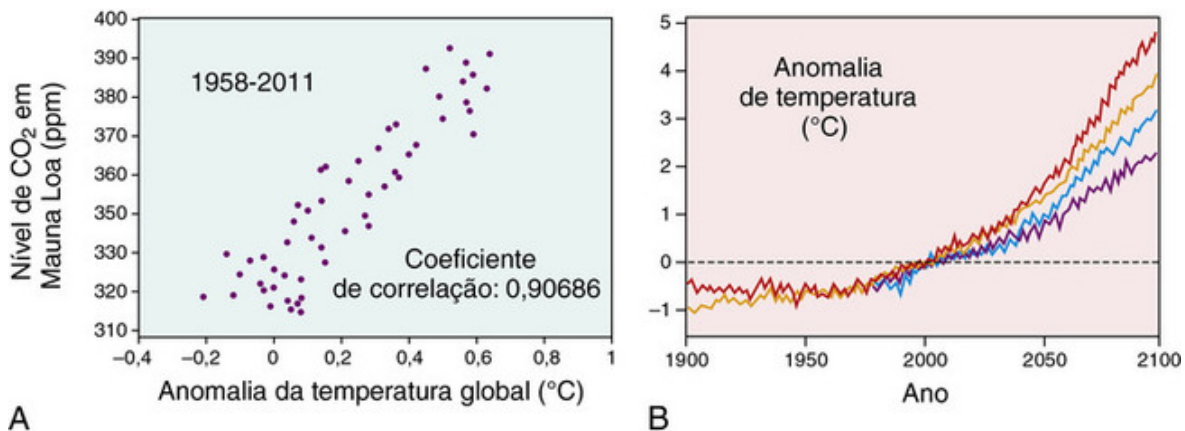 Nível de CO₂ em
Mauna Loa (ppm)
400
390
380
370
360
350
340
330
320
310
1958-2011
Coeficiente
de correlação: 0,90686
–0,4
–0,2
0
0,2
0,4
0,6
0,8
1
Anomalia da temperatura global (°C)
A
5
4
3
2
1
0
–1
Anomalia
de temperatura
(°C)
1900
1950
2000
2050
2100
Ano
B